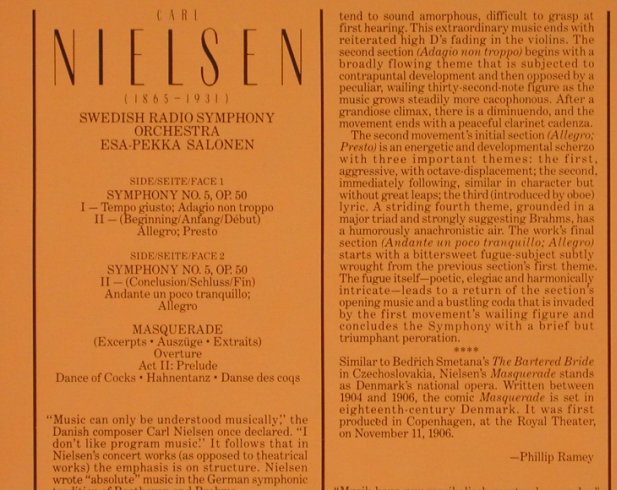 CARL
NIELSEN
(1865–1931)
SWEDISH RADIO SYMPHONY
ORCHESTRA
ESA-PEKKA SALONEN
SIDE/SEITE/FACE 1
SYMPHONY NO. 5, OP. 50
I — Tempo giusto; Adagio non troppo
II — (Beginning/Anfang/Début)
Allegro; Presto
SIDE/SEITE/FACE 2
SYMPHONY NO. 5, OP. 50
II — (Conclusion/Schluss/Fin)
Andante un poco tranquillo;
Allegro
MASQUERADE
(Excerpts • Auszüge • Extraits)
Overture
Act II: Prelude
Dance of Cocks • Hahnentanz • Danse des coqs
“Music can only be understood musically,” the
Danish composer Carl Nielsen once declared. “I
don’t like program music.” It follows that in
Nielsen’s concert works (as opposed to theatrical
works) the emphasis is on structure. Nielsen
wrote “absolute” music in the German symphonic
tend to sound amorphous, difficult to grasp at
first hearing. This extraordinary music ends with
reiterated high D’s fading in the violins. The
second section (Adagio non troppo) begins with a
broadly flowing theme that is subjected to
contrapuntal development and then opposed by a
peculiar, wailing thirty-second-note figure as the
music grows steadily more cacophonous. After a
grandiose climax, there is a diminuendo, and the
movement ends with a peaceful clarinet cadenza.
The second movement’s initial section (Allegro;
Presto) is an energetic and developmental scherzo
with three important themes: the first,
aggressive, with octave-displacement; the second,
immediately following, similar in character but
without great leaps; the third (introduced by oboe)
lyric. A striding fourth theme, grounded in a
major triad and strongly suggesting Brahms, has
a humorously anachronistic air. The work’s final
section (Andante un poco tranquillo; Allegro)
starts with a bittersweet fugue-subject subtly
wrought from the previous section’s first theme.
The fugue itself—poetic, elegiac and harmonically
intricate—leads to a return of the section’s
opening music and a bustling coda that is invaded
by the first movement’s wailing figure and
concludes the Symphony with a brief but
triumphant peroration.
****
Similar to Bedřich Smetana’s The Bartered Bride
in Czechoslovakia, Nielsen’s Masquerade stands
as Denmark’s national opera. Written between
1904 and 1906, the comic Masquerade is set in
eighteenth-century Denmark. It was first
produced in Copenhagen, at the Royal Theater,
on November 11, 1906.
—Phillip Ramey